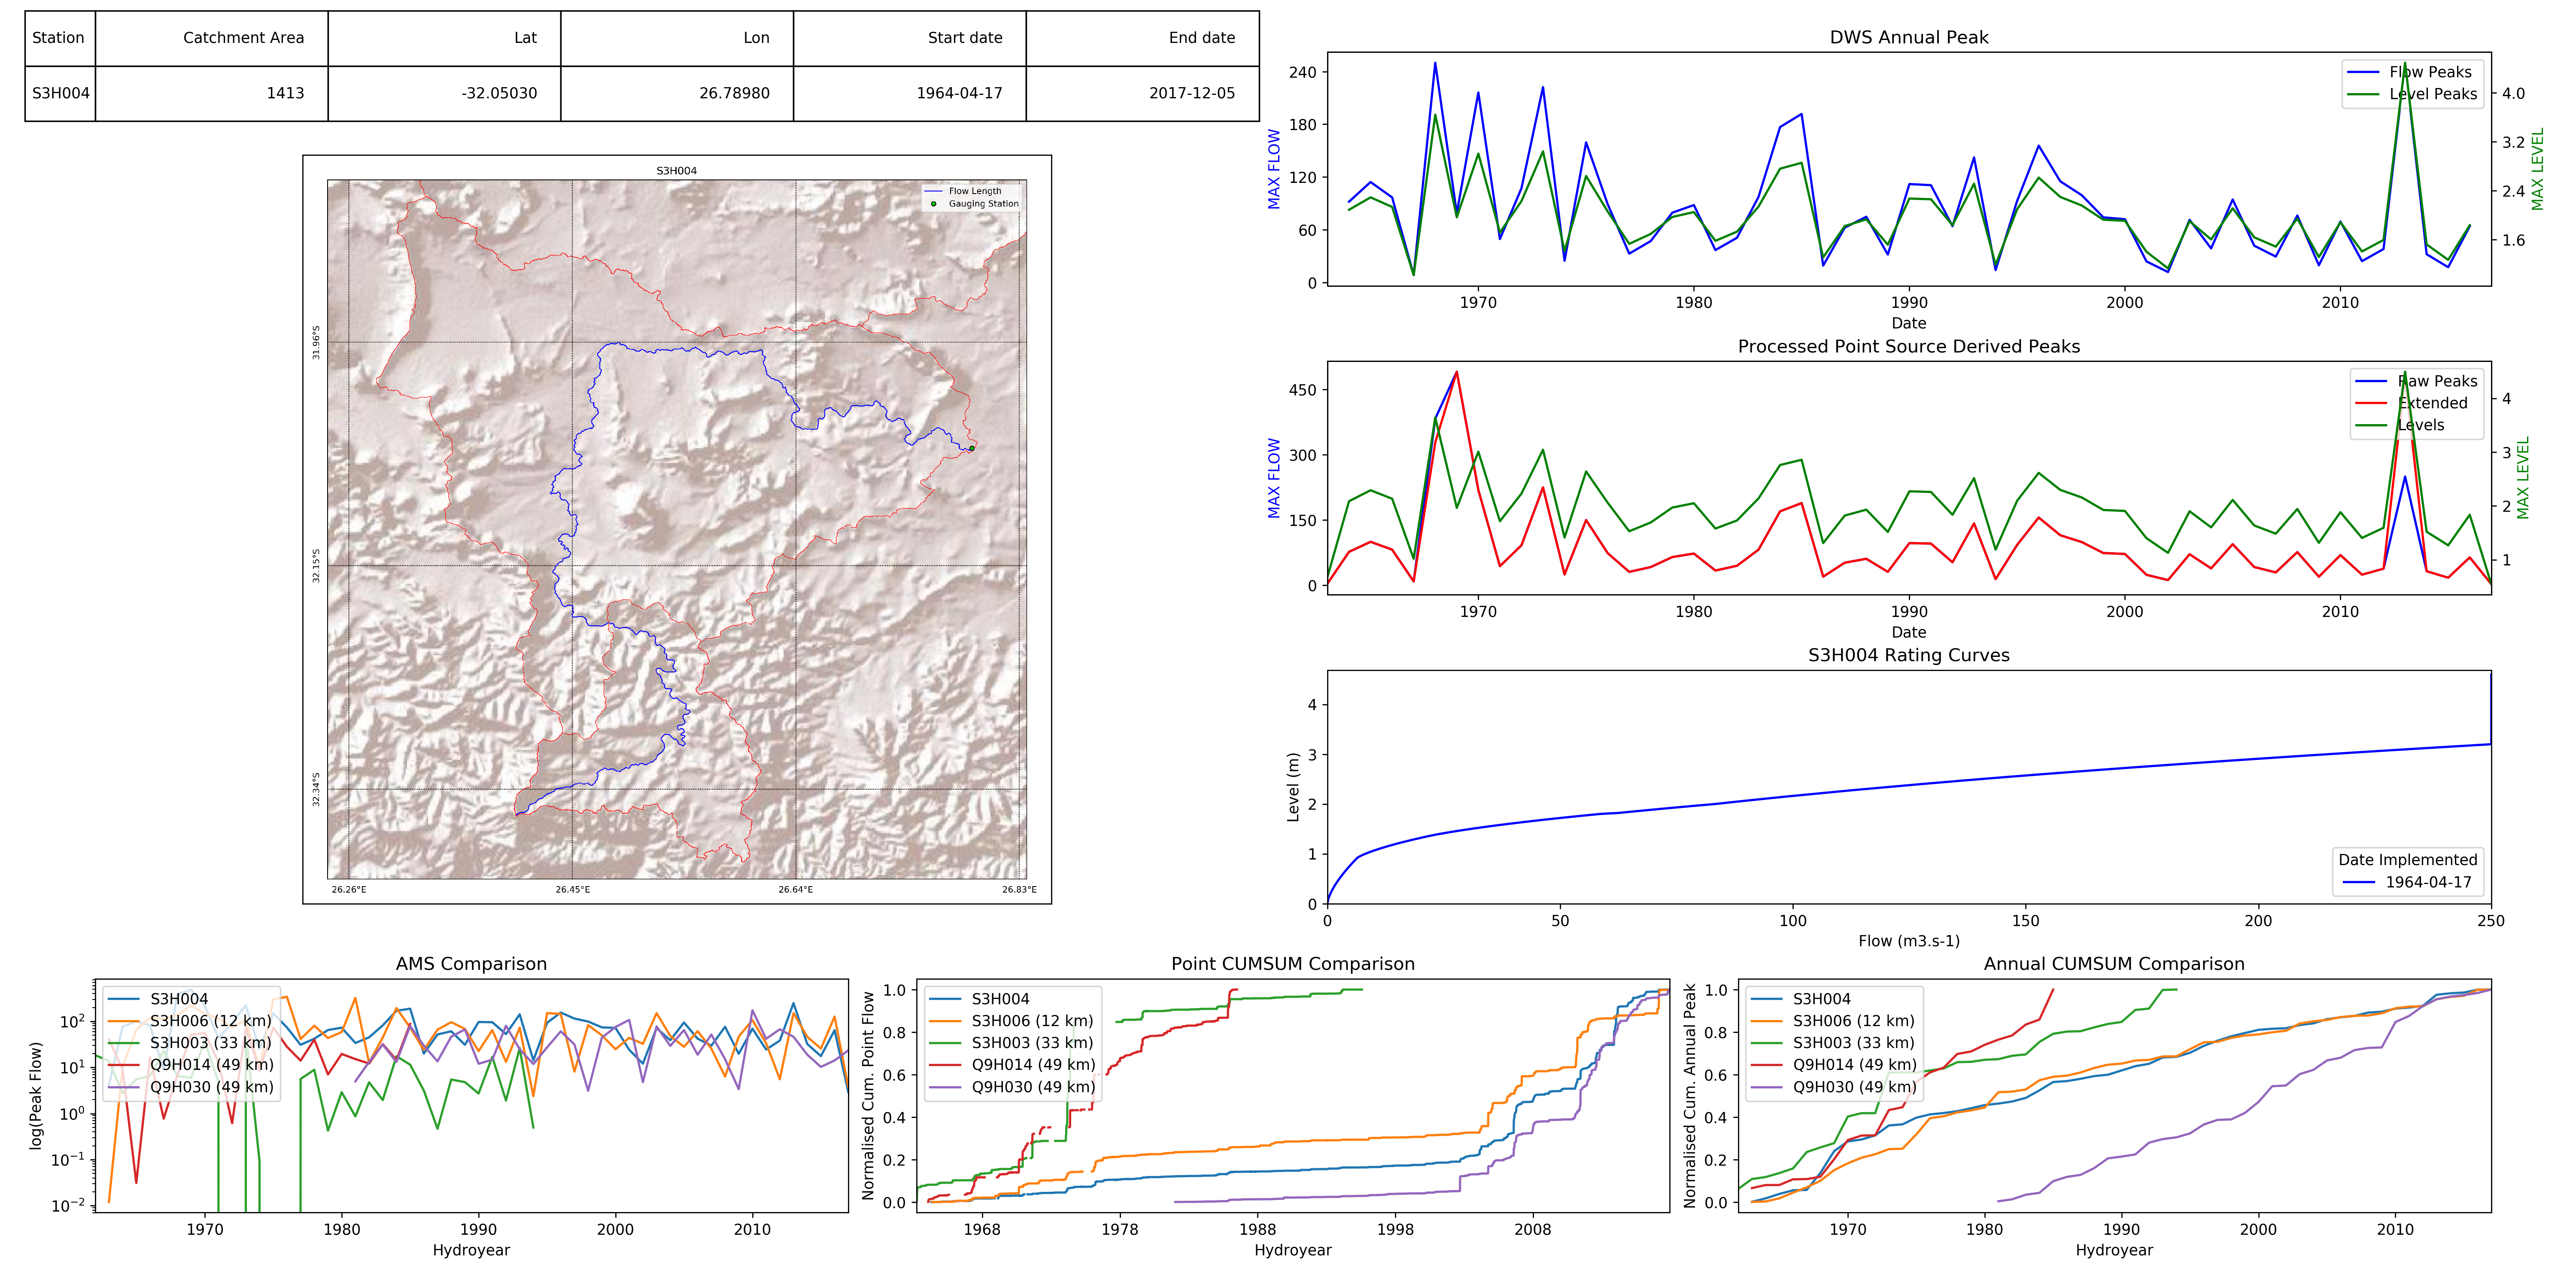 Station Catchment Area Lat Lon Start date End date
S3H004 1413 -32.05030 26.78980 1964-04-17 2017-12-05
S3H004
Flow Length
Gauging Station
31.96°S
32.15°S
32.34°S
26.26°E 26.45°E 26.64°E 26.83°E
DWS Annual Peak
MAX FLOW
240
180
120
60
0
Flow Peaks
Level Peaks
4.0
3.2
2.4
1.6
MAX LEVEL
1970 1980 1990 2000 2010
Date
Processed Point Source Derived Peaks
MAX FLOW
450
300
150
0
Raw Peaks
Extended
Levels
4
3
2
1
MAX LEVEL
1970 1980 1990 2000 2010
Date
S3H004 Rating Curves
Level (m)
4
3
2
1
0
Date Implemented
1964-04-17
0 50 100 150 200 250
Flow (m3.s-1)
AMS Comparison
log(Peak Flow)
10²
10¹
10⁰
10⁻¹
10⁻²
S3H004
S3H006 (12 km)
S3H003 (33 km)
Q9H014 (49 km)
Q9H030 (49 km)
1970 1980 1990 2000 2010
Hydroyear
Point CUMSUM Comparison
Normalised Cum. Point Flow
1.0
0.8
0.6
0.4
0.2
0.0
S3H004
S3H006 (12 km)
S3H003 (33 km)
Q9H014 (49 km)
Q9H030 (49 km)
1968 1978 1988 1998 2008
Hydroyear
Annual CUMSUM Comparison
Normalised Cum. Annual Peak
1.0
0.8
0.6
0.4
0.2
0.0
S3H004
S3H006 (12 km)
S3H003 (33 km)
Q9H014 (49 km)
Q9H030 (49 km)
1970 1980 1990 2000 2010
Hydroyear